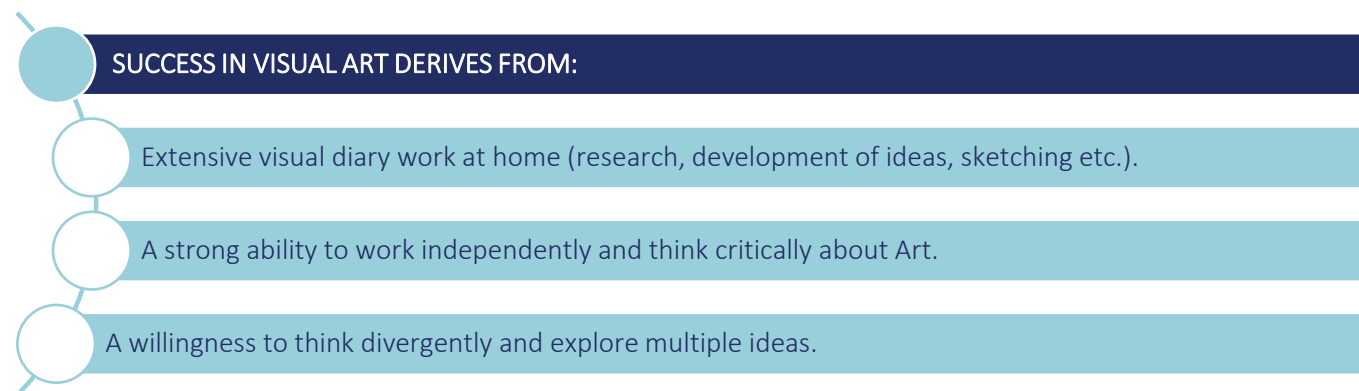 SUCCESS IN VISUAL ART DERIVES FROM:
Extensive visual diary work at home (research, development of ideas, sketching etc.).
A strong ability to work independently and think critically about Art.
A willingness to think divergently and explore multiple ideas.